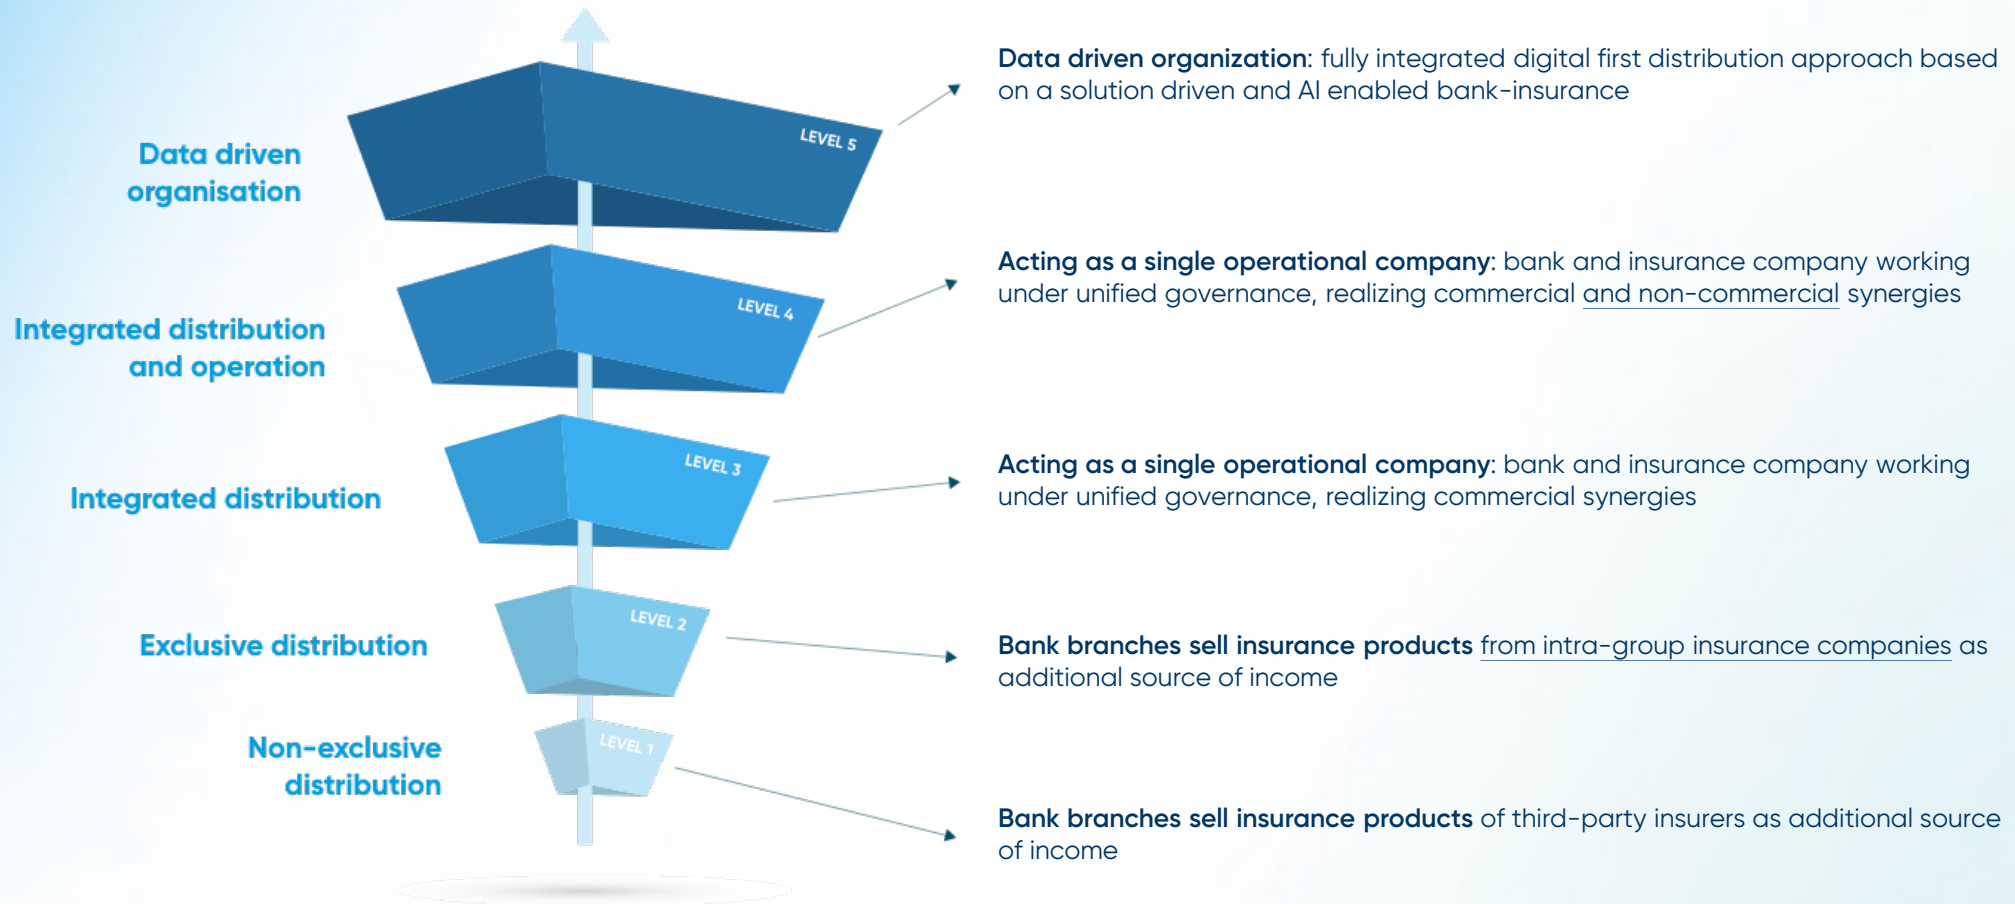 Data driven organization: fully integrated digital first distribution approach based
on a solution driven and AI enabled bank-insurance
LEVEL 5
Data driven
organisation
Acting as a single operational company: bank and insurance company working
under unified governance, realizing commercial and non-commercial synergies
LEVEL 4
Integrated distribution
and operation
Acting as a single operational company: bank and insurance company working
under unified governance, realizing commercial synergies
LEVEL 3
Integrated distribution
LEVEL 2
Exclusive distribution
Bank branches sell insurance products from intra-group insurance companies as
additional source of income
LEVEL 1
Non-exclusive
distribution
Bank branches sell insurance products of third-party insurers as additional source
of income